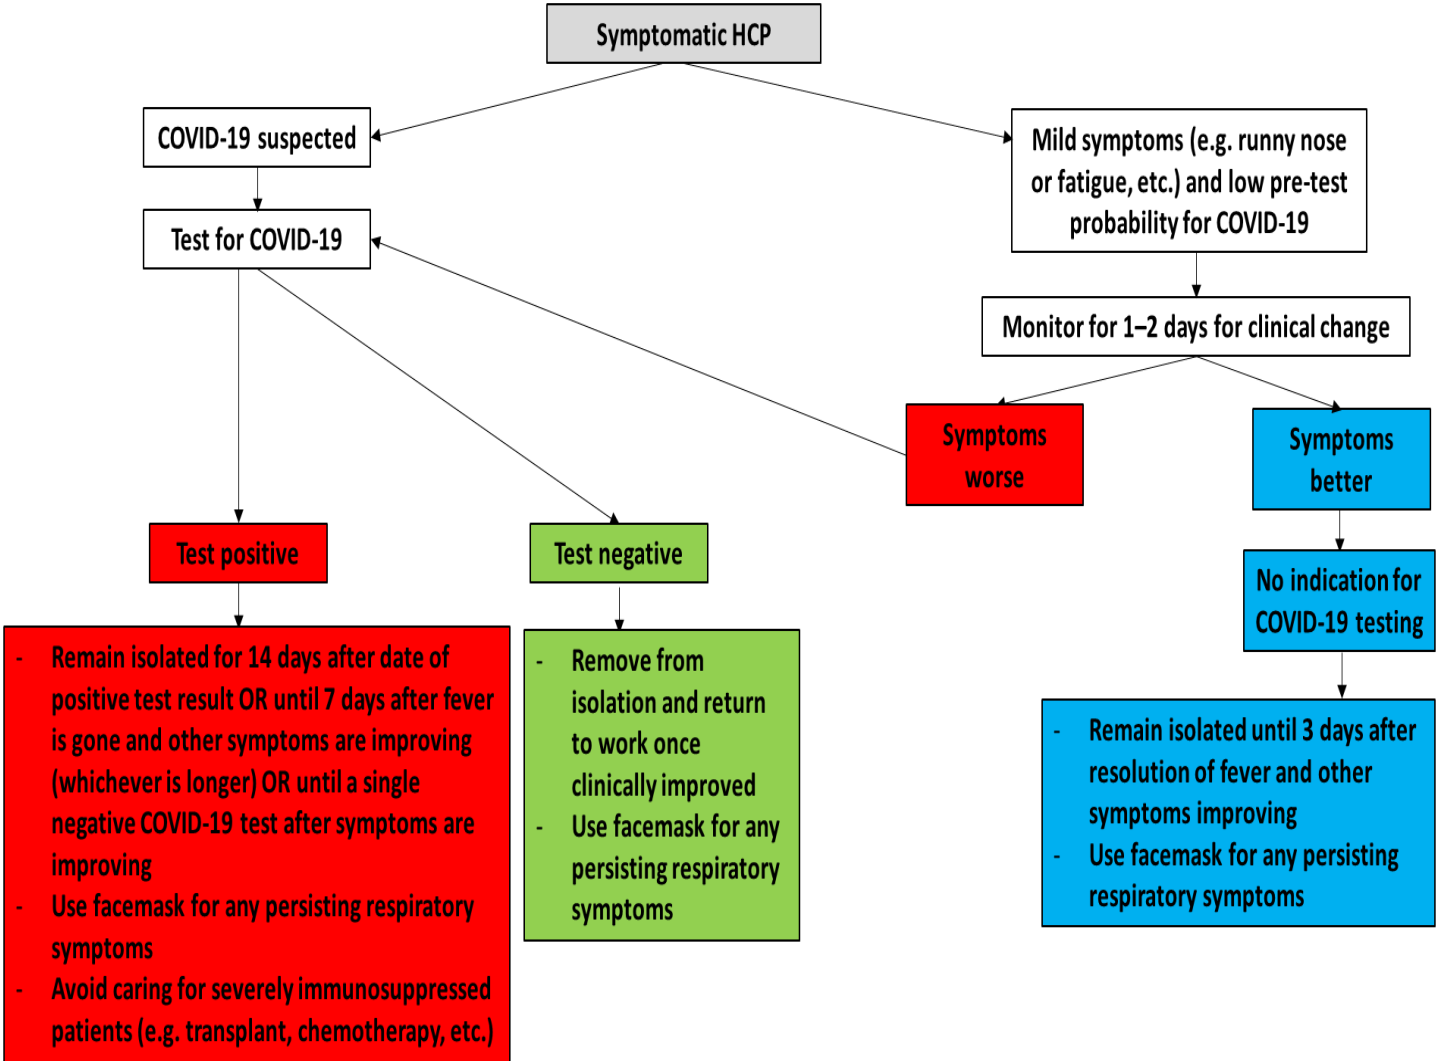 Symptomatic HCP
COVID-19 suspected
Mild symptoms (e.g. runny nose
or fatigue, etc.) and low pre-test
probability for COVID-19
Test for COVID-19
Monitor for 1–2 days for clinical change
Symptoms
worse
Symptoms
better
Test positive
Test negative
No indication for
COVID-19 testing
- Remain isolated for 14 days after date of
positive test result OR until 7 days after fever
is gone and other symptoms are improving
(whichever is longer) OR until a single
negative COVID-19 test after symptoms are
improving
- Use facemask for any persisting respiratory
symptoms
- Avoid caring for severely immunosuppressed
patients (e.g. transplant, chemotherapy, etc.)
- Remove from
isolation and return
to work once
clinically improved
- Use facemask for any
persisting respiratory
symptoms
- Remain isolated until 3 days after
resolution of fever and other
symptoms improving
- Use facemask for any persisting
respiratory symptoms